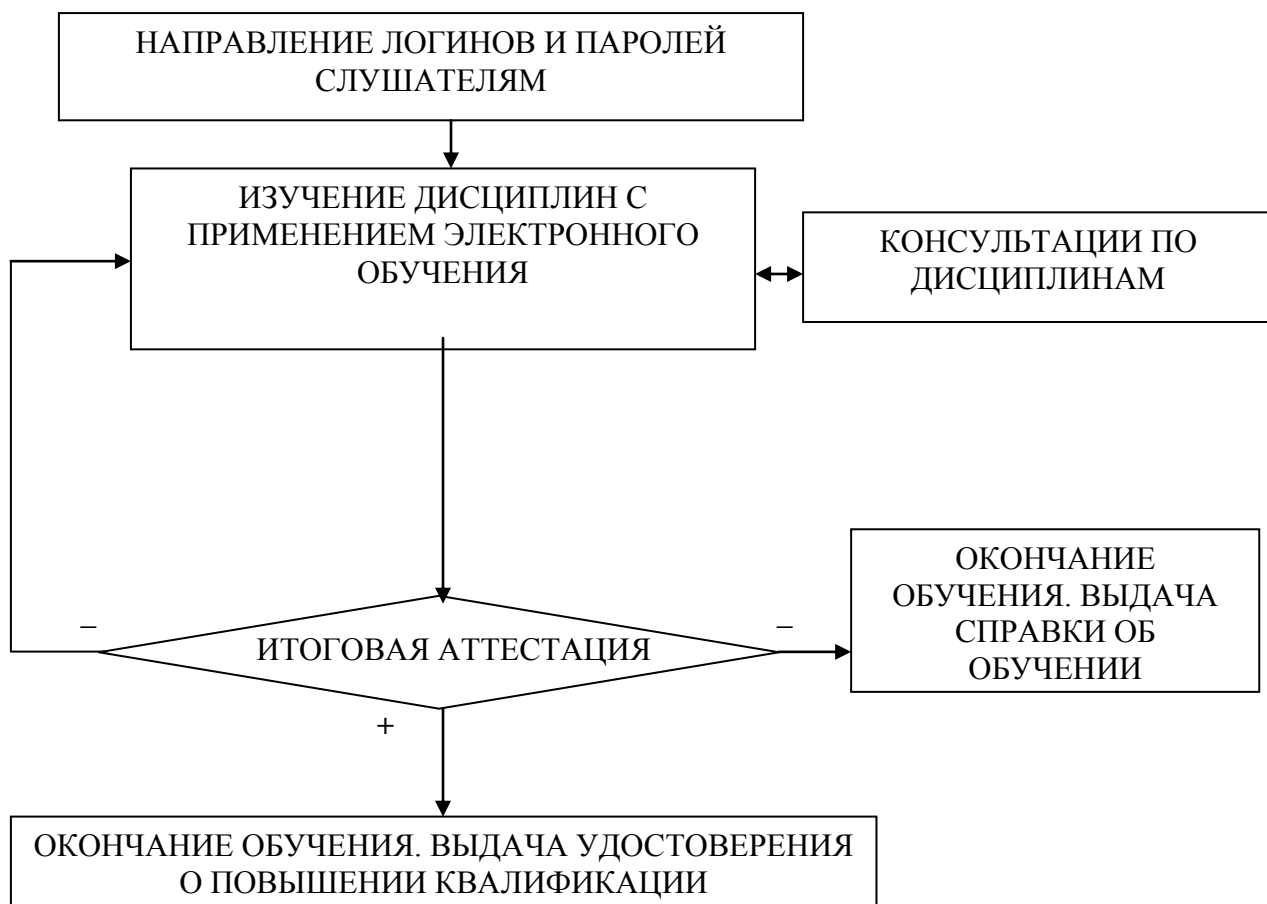 НАПРАВЛЕНИЕ ЛОГИНОВ И ПАРОЛЕЙ
СЛУШАТЕЛЯМ
ИЗУЧЕНИЕ ДИСЦИПЛИН С
ПРИМЕНЕНИЕМ ЭЛЕКТРОННОГО
ОБУЧЕНИЯ
КОНСУЛЬТАЦИИ ПО
ДИСЦИПЛИНАМ
–
ИТОГОВАЯ АТТЕСТАЦИЯ
–
ОКОНЧАНИЕ
ОБУЧЕНИЯ. ВЫДАЧА
СПРАВКИ ОБ
ОБУЧЕНИИ
+
ОКОНЧАНИЕ ОБУЧЕНИЯ. ВЫДАЧА УДОСТОВЕРЕНИЯ
О ПОВЫШЕНИИ КВАЛИФИКАЦИИ